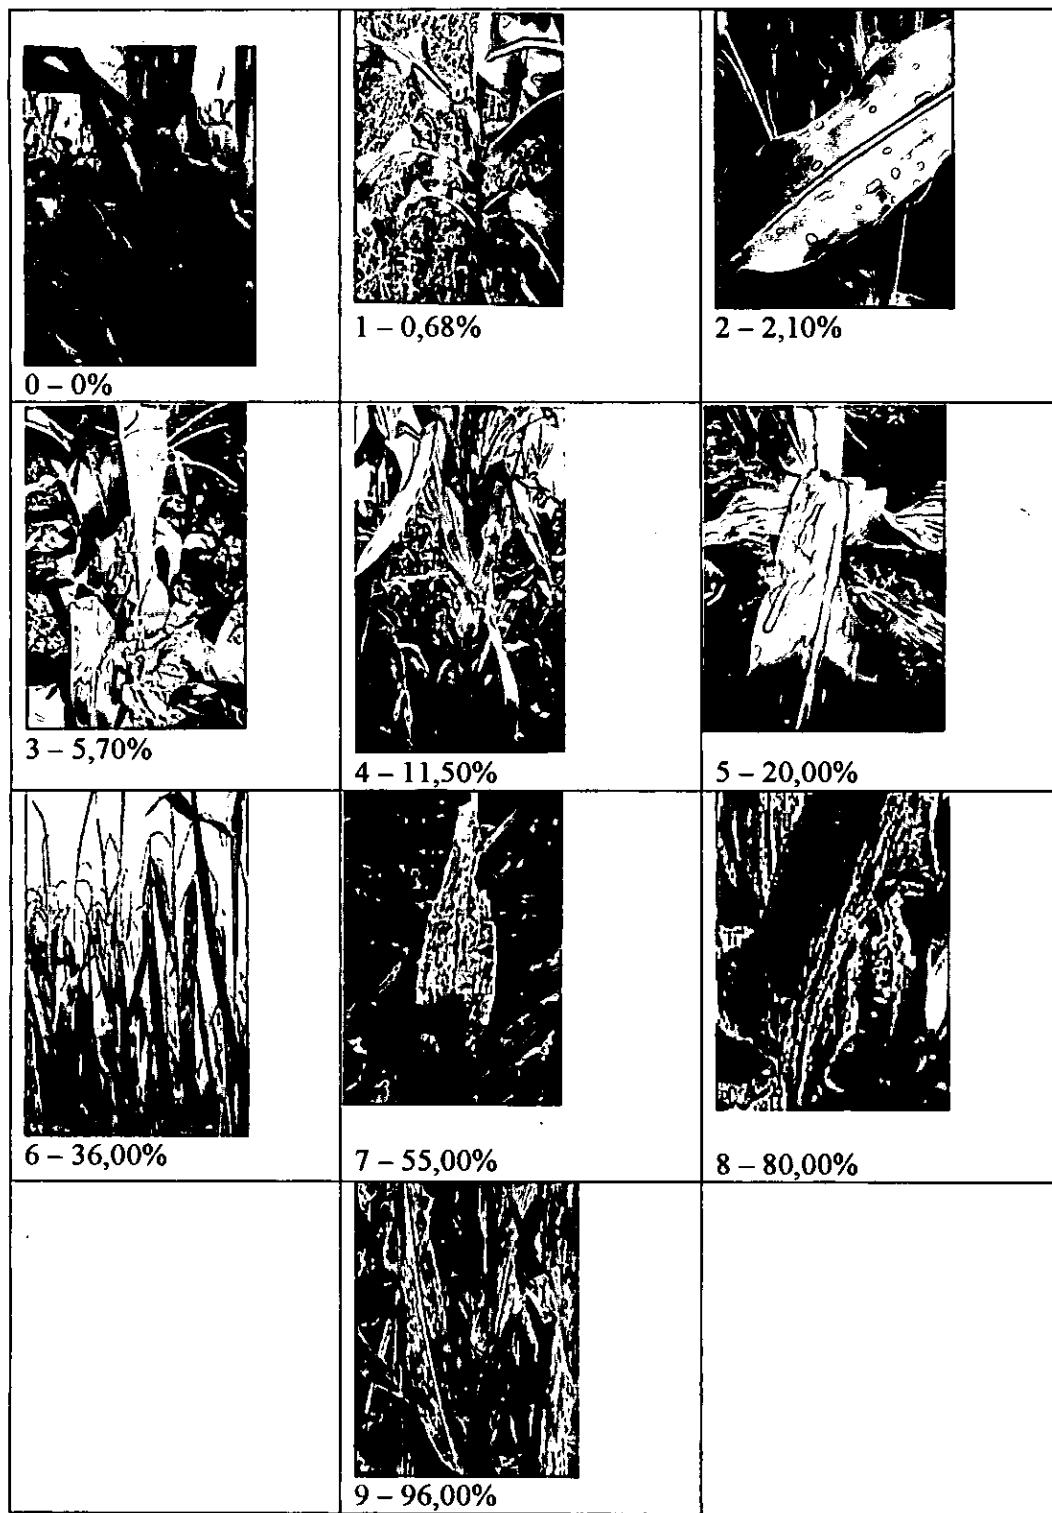 0 – 0%
1 – 0,68%
2 – 2,10%
3 – 5,70%
4 – 11,50%
5 – 20,00%
6 – 36,00%
7 – 55,00%
8 – 80,00%
9 – 96,00%